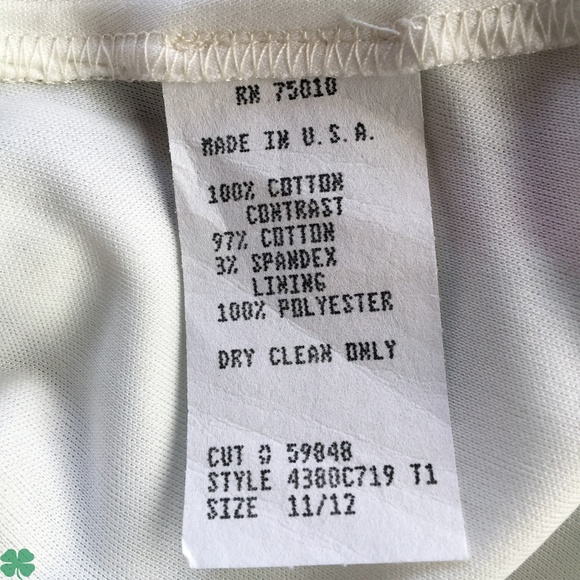 RN 75010
MADE IN U.S.A.
100% COTTON
CONTRAST
97% COTTON
3% SPANDEX
LINING
100% POLYESTER
DRY CLEAN ONLY
CUT # 59848
STYLE 4380C719 T1
SIZE 11/12